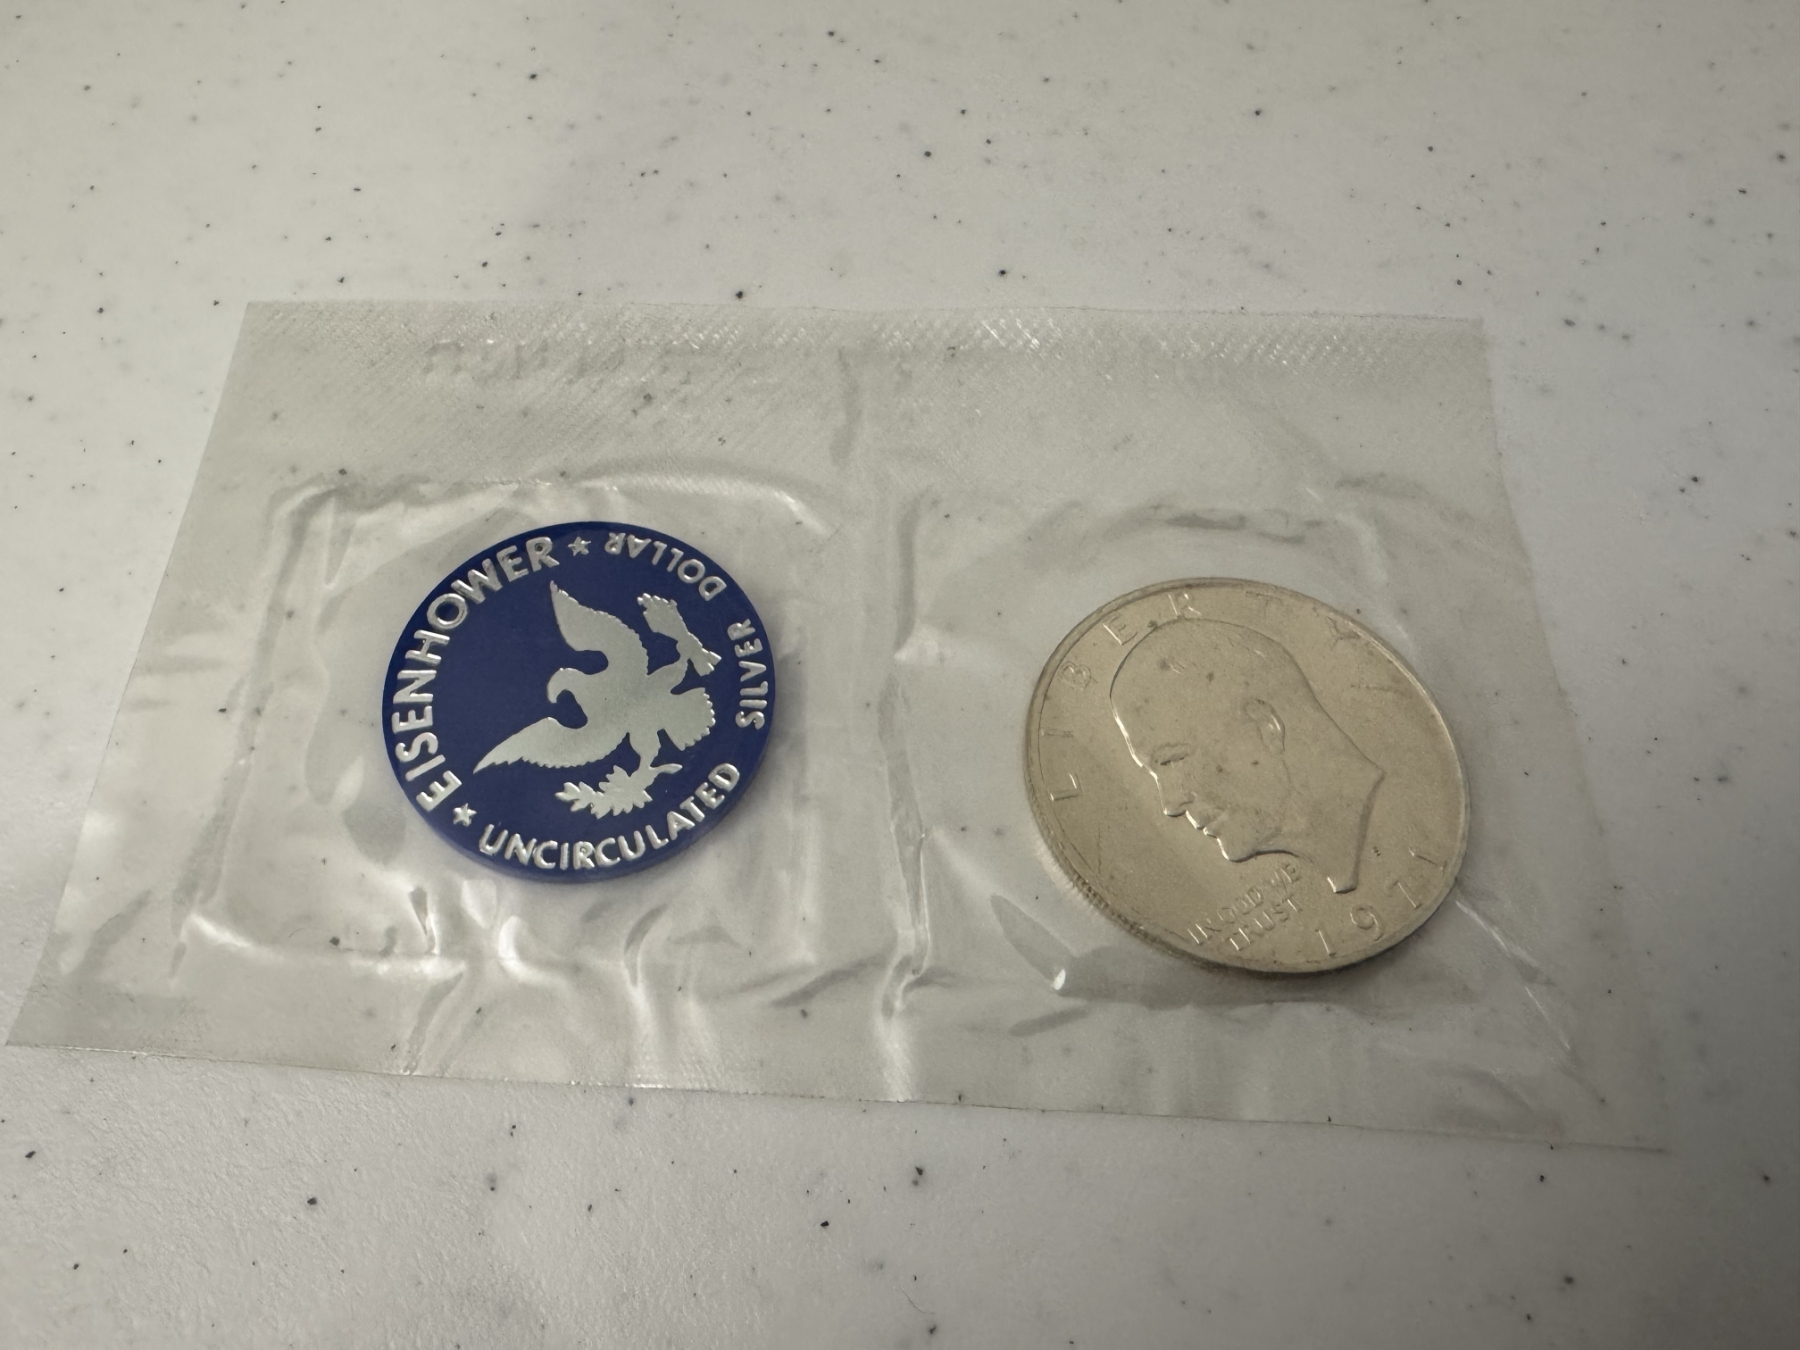 EISENHOWER ★ DOLLAR
SILVER
UNCIRCULATED ★
LIBERTY
IN GOD WE
TRUST
1971